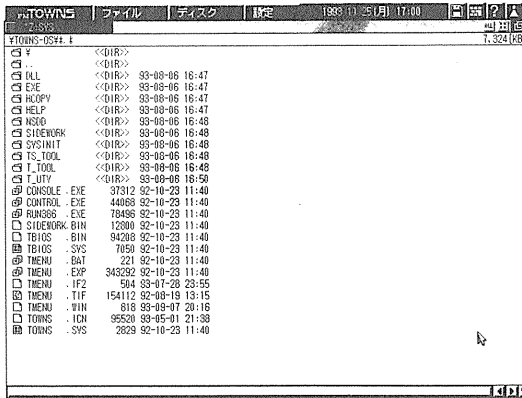 FM TOWNS ファイル ディスク 設定 1993 17:00
¥TOWNS-OS¥*.* 7,324[KB
¥ <<DIR>>
.. <<DIR>>
DLL <<DIR>> 93-08-06 16:47
EXE <<DIR>> 93-08-06 16:47
HCOPY <<DIR>> 93-08-06 16:47
HELP <<DIR>> 93-08-06 16:47
NSDD <<DIR>> 93-08-06 16:48
SIDEWORK <<DIR>> 93-08-06 16:48
SYSINIT <<DIR>> 93-08-06 16:48
TS_TOOL <<DIR>> 93-08-06 16:48
T_TOOL <<DIR>> 93-08-06 16:48
T_UTY <<DIR>> 93-08-06 16:50
CONSOLE .EXE 37312 92-10-23 11:40
CONTROL .EXE 44068 92-10-23 11:40
RUN386 .EXE 78496 92-10-23 11:40
SIDEWORK.BIN 12800 92-10-23 11:40
TBIOS .BIN 94208 92-10-23 11:40
TBIOS .SYS 7050 92-10-23 11:40
TMENU .BAT 221 92-10-23 11:40
TMENU .EXP 343292 92-10-23 11:40
TMENU .IF2 504 93-07-28 23:55
TMENU .TIF 154112 92-08-19 13:15
TMENU .WIN 818 93-09-07 20:16
TOWNS .ICN 95520 93-05-01 21:38
TOWNS .SYS 2829 92-10-23 11:40